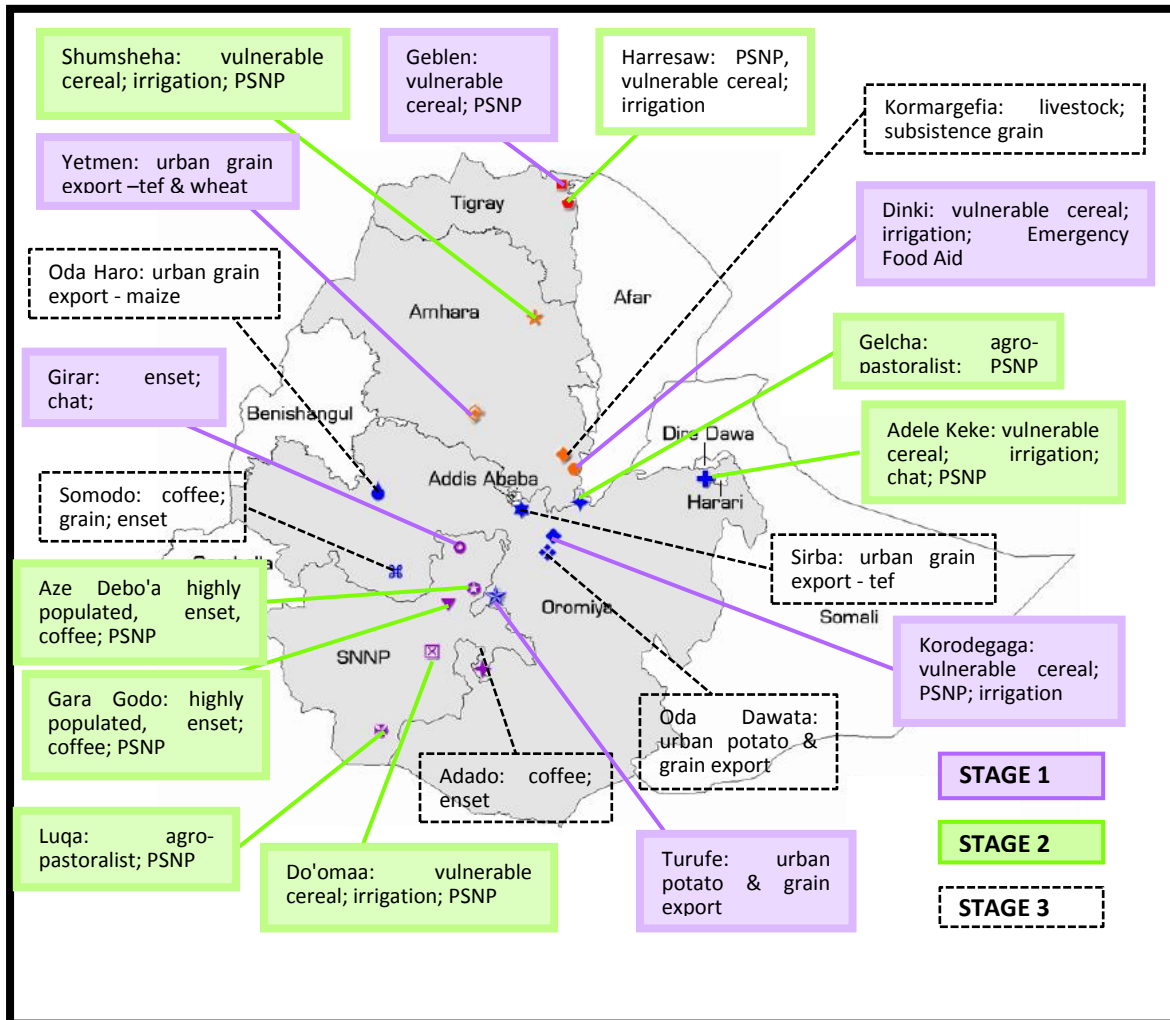 Shumsheha: vulnerable
cereal; irrigation; PSNP
Geblen:
vulnerable
cereal; PSNP
Harresaw: PSNP,
vulnerable cereal;
irrigation
Kormargefia: livestock;
subsistence grain
Yetmen: urban grain
export –tef & wheat
Tigray
Dinki: vulnerable cereal;
irrigation; Emergency
Food Aid
Oda Haro: urban grain
export - maize
Amhara
Afar
Gelcha: agro-
pastoralist: PSNP
Girar: enset;
chat;
Benishangul
Dire Dawa
Adele Keke: vulnerable
cereal; irrigation;
chat; PSNP
Addis Ababa
Harari
Somodo: coffee;
grain; enset
Sirba: urban grain
export - tef
Aze Debo'a highly
populated, enset,
coffee; PSNP
Oromiya
Somali
SNNP
Korodegaga:
vulnerable cereal;
PSNP; irrigation
Gara Godo: highly
populated, enset;
coffee; PSNP
Oda Dawata:
urban potato &
grain export
Adado: coffee;
enset
STAGE 1
Luqa: agro-
pastoralist; PSNP
Do'omaa: vulnerable
cereal; irrigation; PSNP
Turufe: urban
potato & grain
export
STAGE 2
STAGE 3